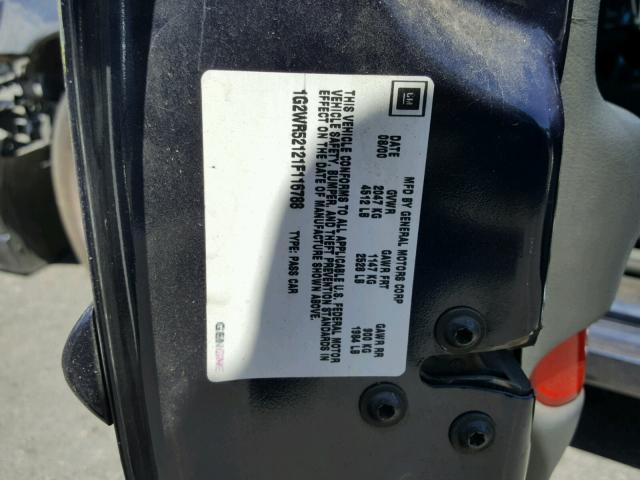 GM
MFD BY GENERAL MOTORS CORP
DATE GVWR GAWR FRT GAWR RR
08/00 2047 KG 1147 KG 900 KG
4512 LB 2528 LB 1984 LB
THIS VEHICLE CONFORMS TO ALL APPLICABLE U.S. FEDERAL MOTOR
VEHICLE SAFETY, BUMPER, AND THEFT PREVENTION STANDARDS IN
EFFECT ON THE DATE OF MANUFACTURE SHOWN ABOVE.
1G2WR52121F116788 TYPE: PASS CAR
GENUINE